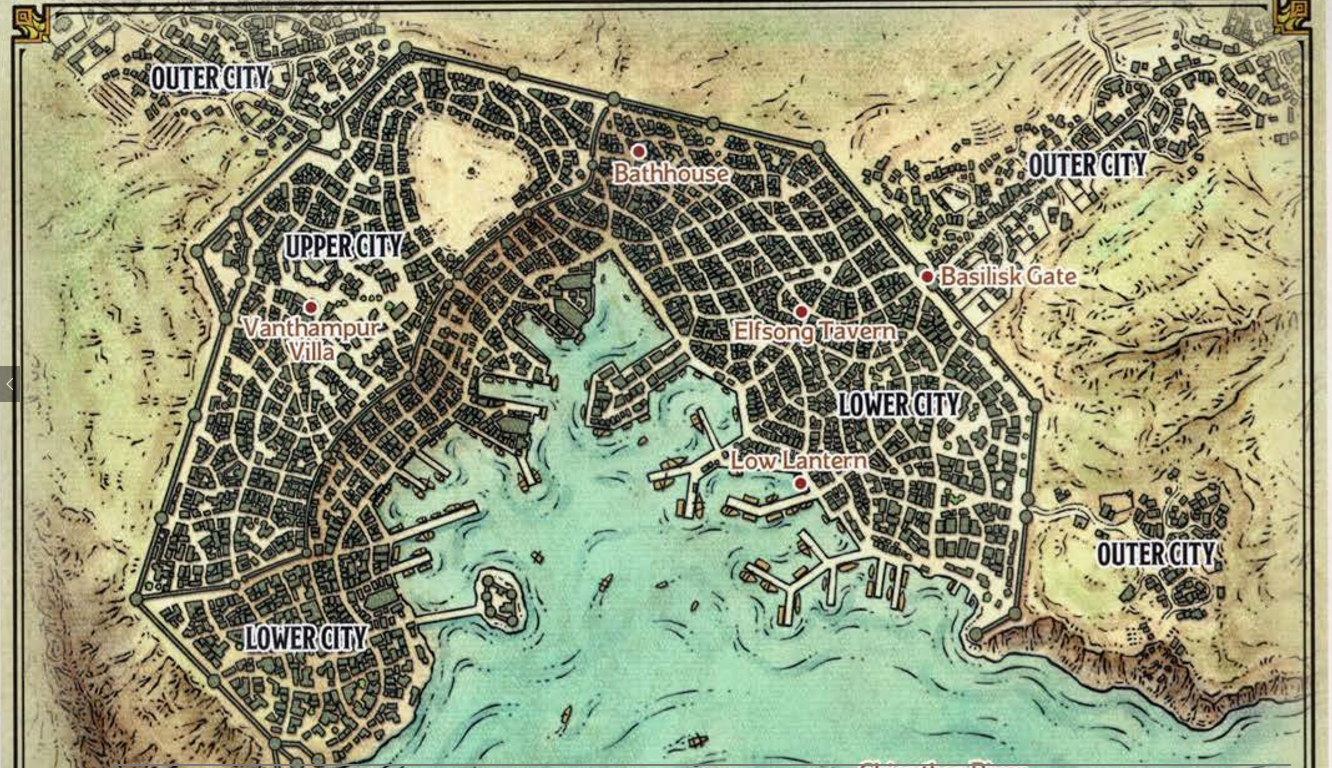 OUTER CITY
Bathhouse
OUTER CITY
UPPER CITY
Basilisk Gate
Vanthampur
Villa
Elfsong Tavern
LOWER CITY
Low Lantern
OUTER CITY
LOWER CITY